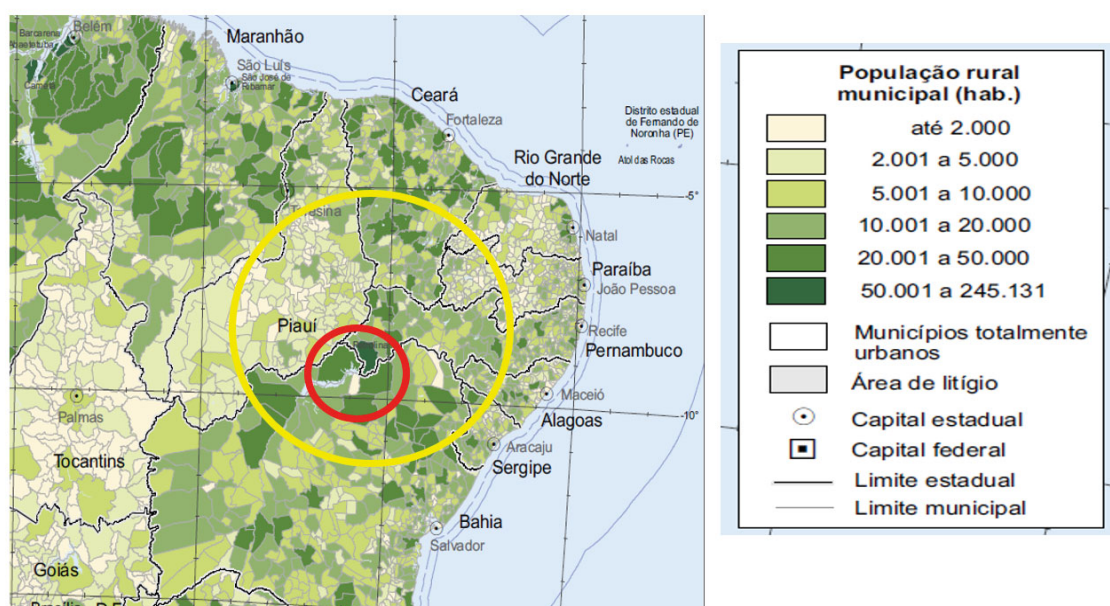 Barcarena
Belém
Abaetetuba
Cametá
Maranhão
São Luís
São José de
Ribamar
Ceará
Fortaleza
Distrito estadual
de Fernando de
Noronha (PE)
Atol das Rocas
Rio Grande
do Norte
-5°
Teresina
Natal
Paraíba
João Pessoa
Piauí
Recife
Pernambuco
Palmas
Maceió
-10°
Alagoas
Aracaju
Sergipe
Tocantins
Bahia
Salvador
Goiás
População rural
municipal (hab.)
até 2.000
2.001 a 5.000
5.001 a 10.000
10.001 a 20.000
20.001 a 50.000
50.001 a 245.131
Municípios totalmente
urbanos
Área de litígio
Capital estadual
Capital federal
Limite estadual
Limite municipal